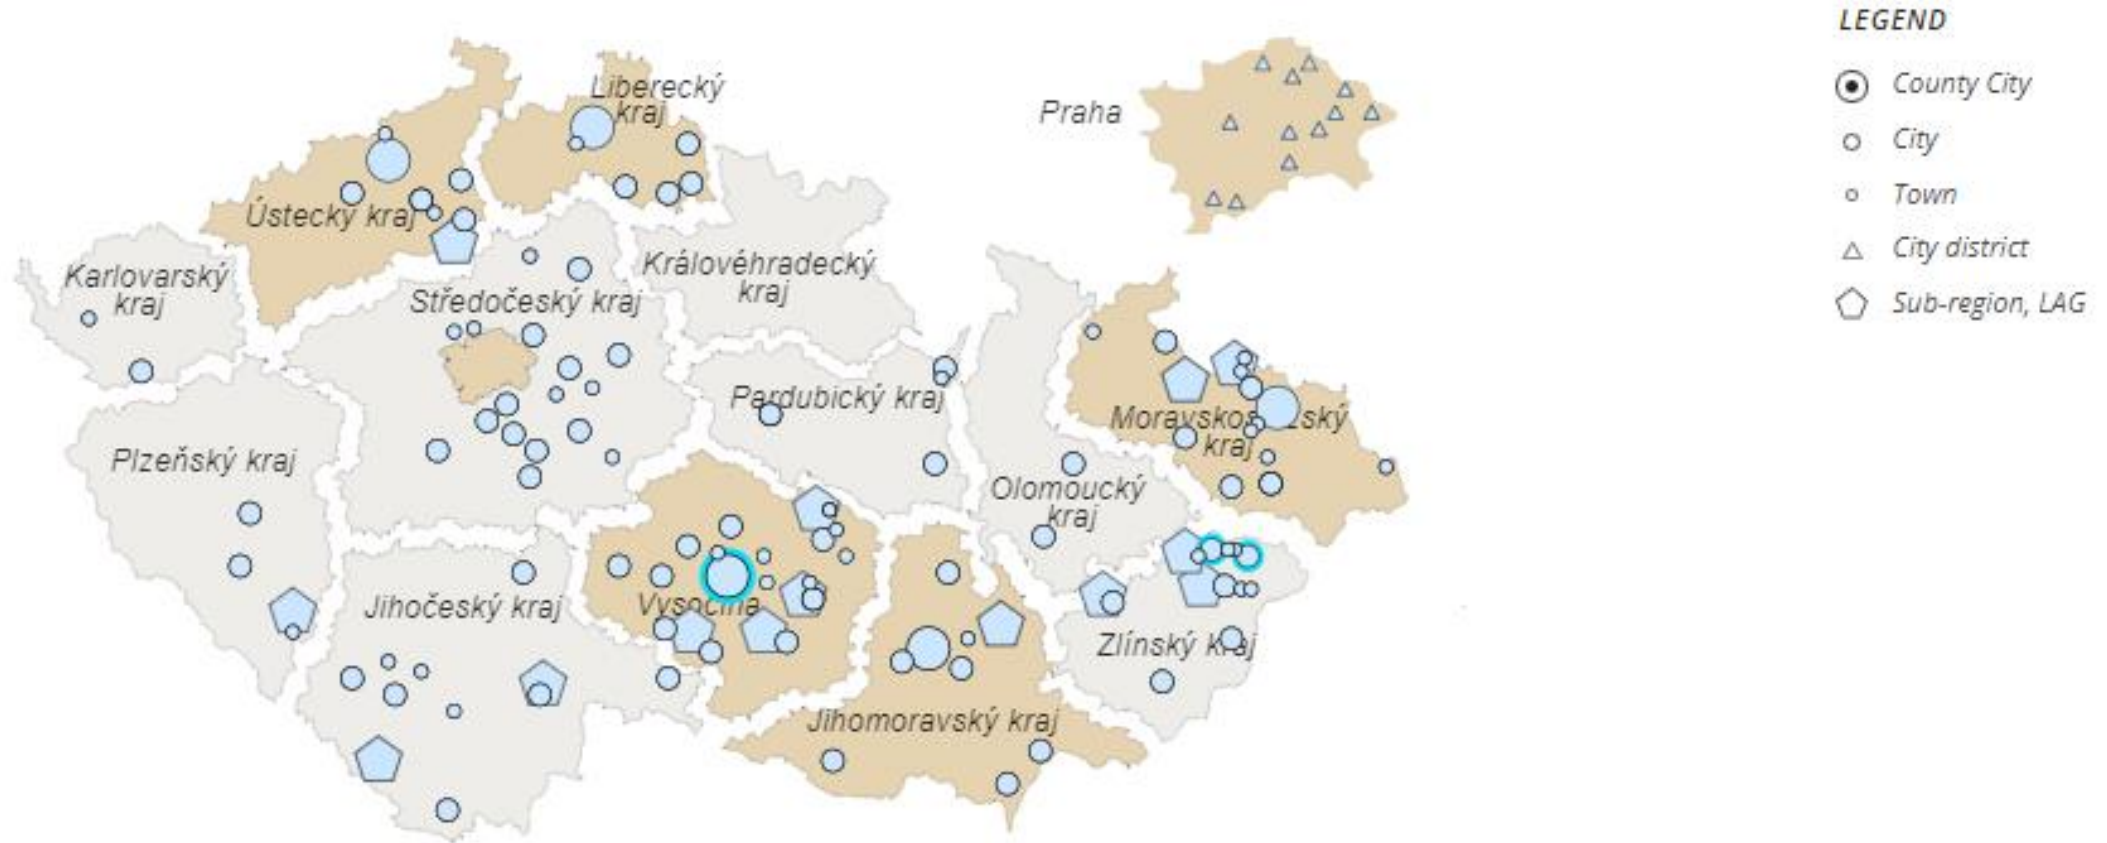 LEGEND
County City
City
Town
City district
Sub-region, LAG
Liberecký
kraj
Praha
Ústecký kraj
Karlovarský
kraj
Středočeský kraj
Královéhradecký
kraj
Pardubický kraj
kraj
Plzeňský kraj
Olomoucký
kraj
Jihočeský kraj
Vysočina
Zlínský kraj
Jihomoravský kraj